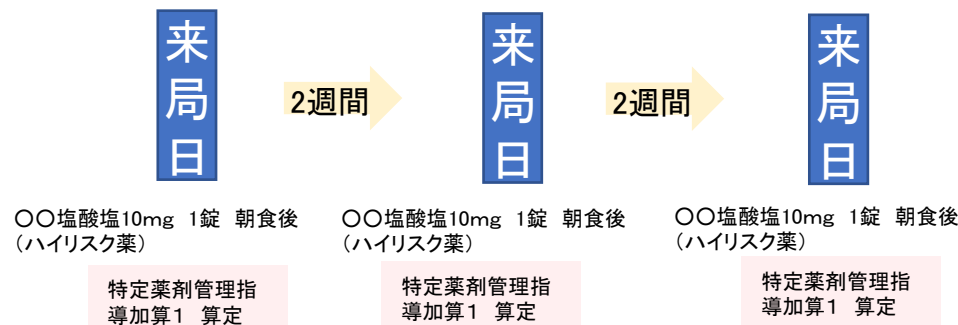 来局日
2週間
来局日
2週間
来局日
〇〇塩酸塩10mg 1錠 朝食後
（ハイリスク薬）
特定薬剤管理指
導加算1 算定
〇〇塩酸塩10mg 1錠 朝食後
（ハイリスク薬）
特定薬剤管理指
導加算1 算定
〇〇塩酸塩10mg 1錠 朝食後
（ハイリスク薬）
特定薬剤管理指
導加算1 算定